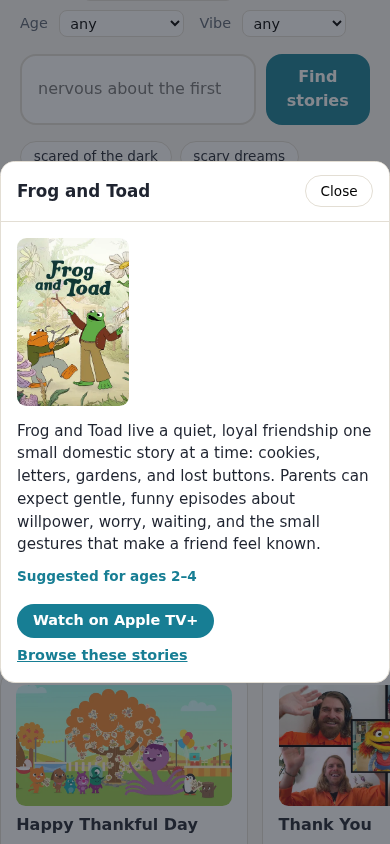 Age any Vibe any
nervous about the first
Find
stories
scared of the dark scary dreams
Frog and Toad
Close
Frog
and Toad
Frog and Toad live a quiet, loyal friendship one
small domestic story at a time: cookies,
letters, gardens, and lost buttons. Parents can
expect gentle, funny episodes about
willpower, worry, waiting, and the small
gestures that make a friend feel known.
Suggested for ages 2–4
Watch on Apple TV+
Browse these stories
Happy Thankful Day
Thank You